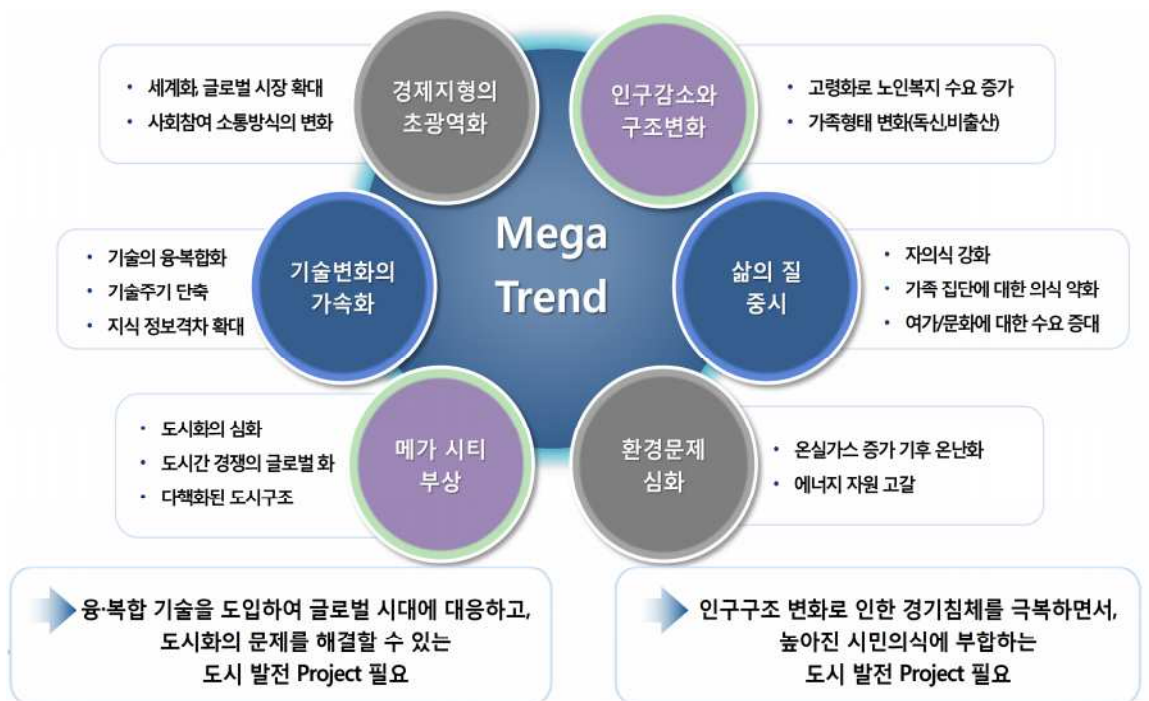 경제지형의
초광역화
• 세계화, 글로벌 시장 확대
• 사회참여 소통방식의 변화
인구감소와
구조변화
• 고령화로 노인복지 수요 증가
• 가족형태 변화(독신,비출산)
Mega
Trend
기술변화의
가속화
• 기술의 융·복합화
• 기술주기 단축
• 지식 정보격차 확대
삶의 질
중시
• 자의식 강화
• 가족 집단에 대한 의식 약화
• 여가/문화에 대한 수요 증대
메가 시티
부상
• 도시화의 심화
• 도시간 경쟁의 글로벌 화
• 다핵화된 도시구조
환경문제
심화
• 온실가스 증가 기후 온난화
• 에너지 자원 고갈
융·복합 기술을 도입하여 글로벌 시대에 대응하고,
도시화의 문제를 해결할 수 있는
도시 발전 Project 필요
인구구조 변화로 인한 경기침체를 극복하면서,
높아진 시민의식에 부합하는
도시 발전 Project 필요